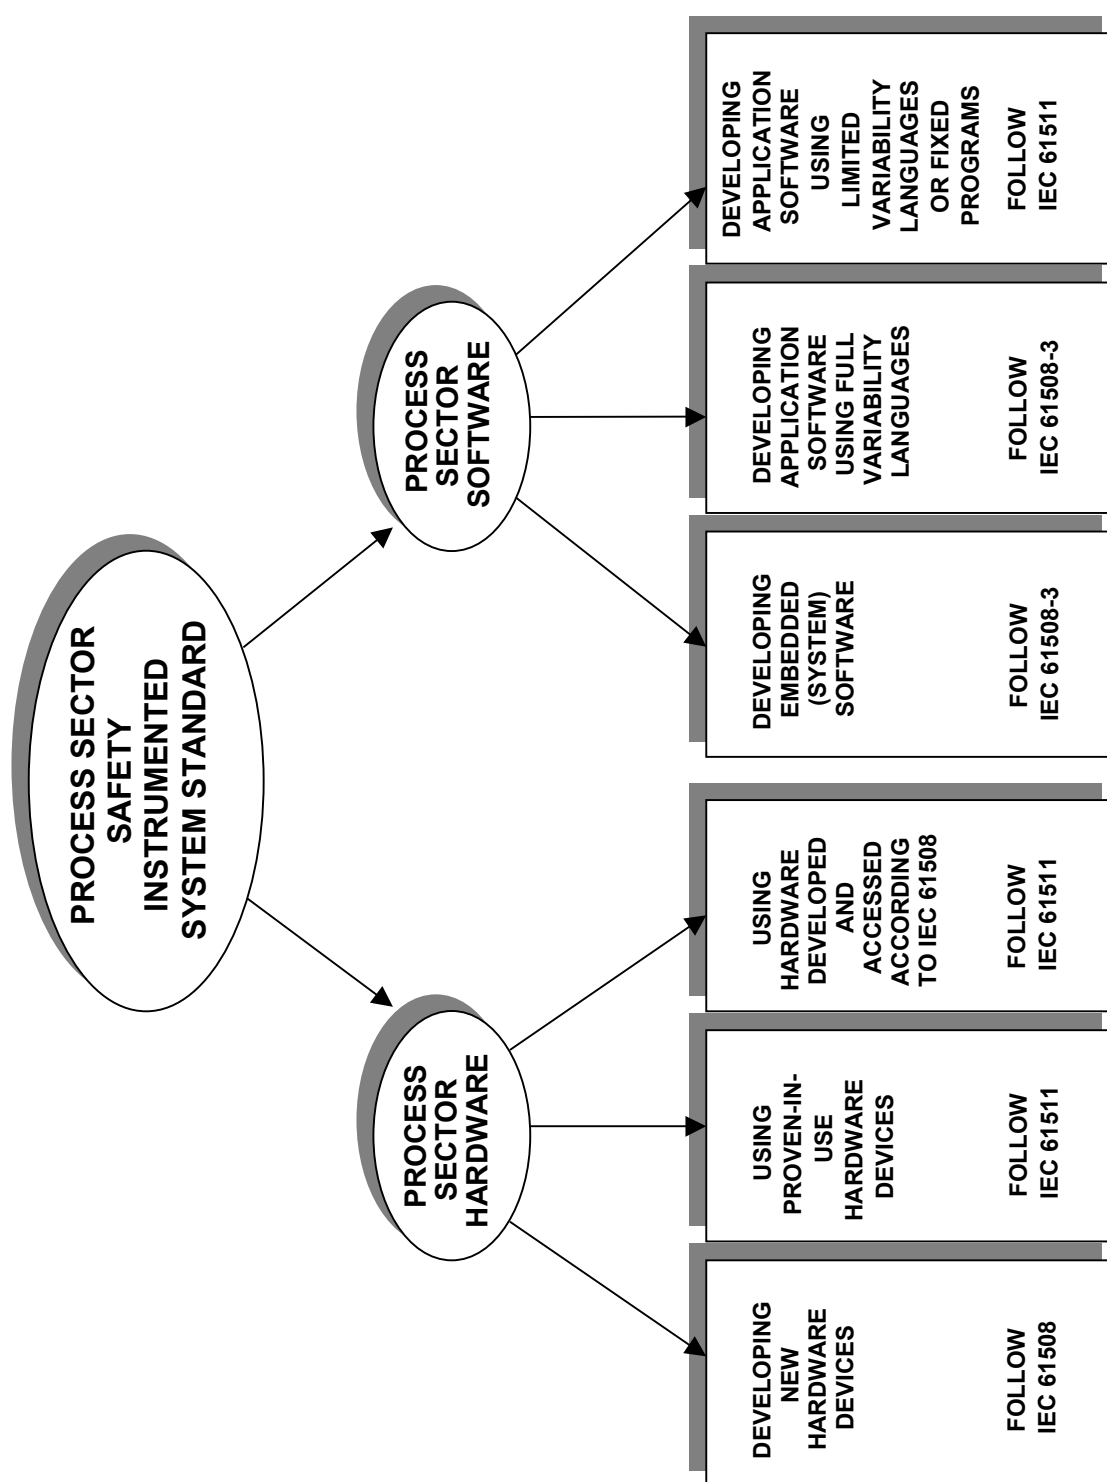 PROCESS SECTOR
SAFETY
INSTRUMENTED
SYSTEM STANDARD
PROCESS
SECTOR
HARDWARE
PROCESS
SECTOR
SOFTWARE
DEVELOPING
NEW
HARDWARE
DEVICES
FOLLOW
IEC 61508
USING
PROVEN-IN-
USE
HARDWARE
DEVICES
FOLLOW
IEC 61511
USING
HARDWARE
DEVELOPED
AND
ACCESSED
ACCORDING
TO IEC 61508
FOLLOW
IEC 61511
DEVELOPING
EMBEDDED
(SYSTEM)
SOFTWARE
FOLLOW
IEC 61508-3
DEVELOPING
APPLICATION
SOFTWARE
USING FULL
VARIABILITY
LANGUAGES
FOLLOW
IEC 61508-3
DEVELOPING
APPLICATION
SOFTWARE
USING
LIMITED
VARIABILITY
LANGUAGES
OR FIXED
PROGRAMS
FOLLOW
IEC 61511